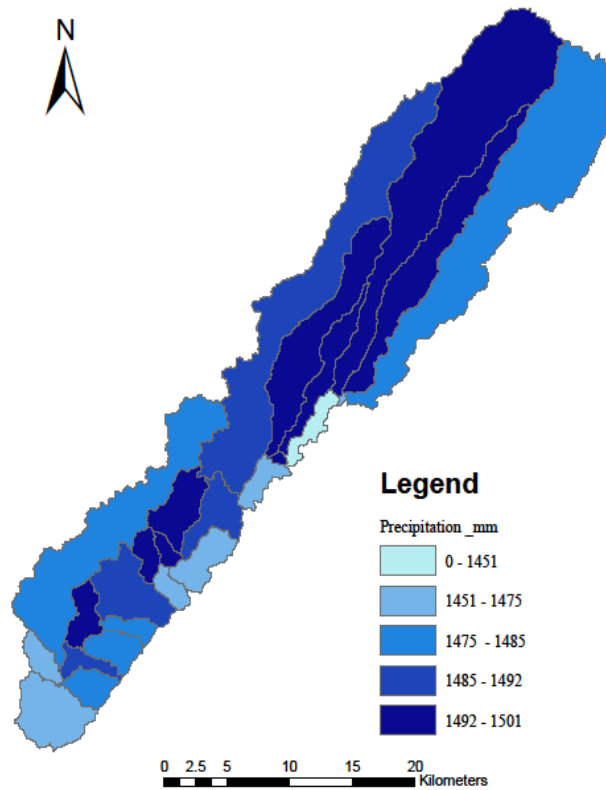 N
Legend
Precipitation _mm
0 - 1451
1451 - 1475
1475 - 1485
1485 - 1492
1492 - 1501
0 2.5 5 10 15 20
Kilometers